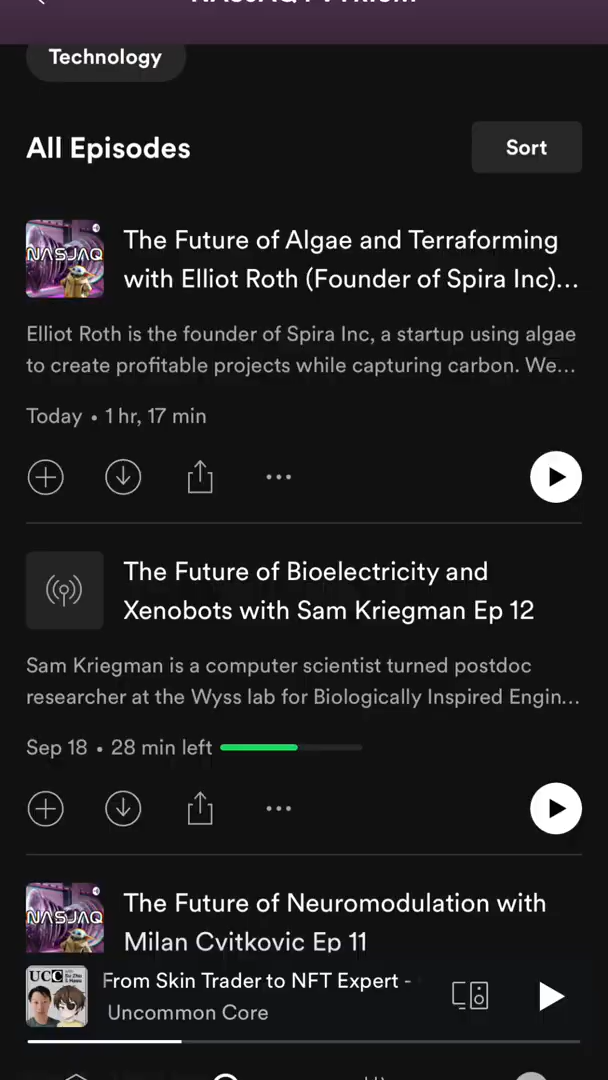 Technology
All Episodes
Sort
NASJAQ
The Future of Algae and Terraforming
with Elliot Roth (Founder of Spira Inc)...
Elliot Roth is the founder of Spira Inc, a startup using algae
to create profitable projects while capturing carbon. We...
Today • 1 hr, 17 min
The Future of Bioelectricity and
Xenobots with Sam Kriegman Ep 12
Sam Kriegman is a computer scientist turned postdoc
researcher at the Wyss lab for Biologically Inspired Engin...
Sep 18 • 28 min left
NASJAQ
The Future of Neuromodulation with
Milan Cvitkovic Ep 11
UCC
From Skin Trader to NFT Expert -
Uncommon Core